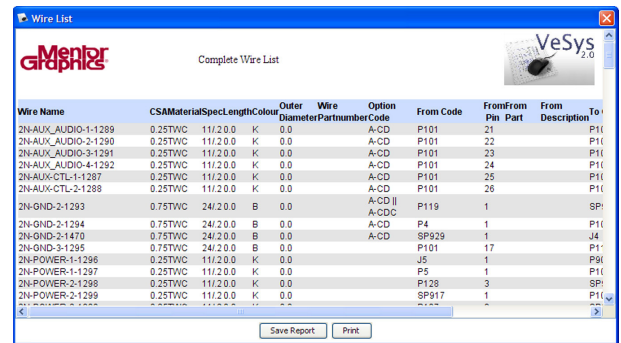 Wire List
Mentor Graphics
Complete Wire List
VeSys 2.0
Wire Name CSA Material Spec Length Colour Outer Diameter Wire Partnumber Option Code From Code From Pin From Part From Description To
2N-AUX_AUDIO-1-1289 0.25 TWC 11/.2 0.0 K 0.0 A-CD P101 21
2N-AUX_AUDIO-2-1290 0.25 TWC 11/.2 0.0 K 0.0 A-CD P101 22
2N-AUX_AUDIO-3-1291 0.25 TWC 11/.2 0.0 K 0.0 A-CD P101 23
2N-AUX_AUDIO-4-1292 0.25 TWC 11/.2 0.0 K 0.0 A-CD P101 24
2N-AUX-CTL-1-1287 0.25 TWC 11/.2 0.0 K 0.0 A-CD P101 25
2N-AUX-CTL-2-1288 0.25 TWC 11/.2 0.0 K 0.0 A-CD P101 26
2N-GND-2-1293 0.75 TWC 24/.2 0.0 B 0.0 A-CD || A-CDC P119 1
2N-GND-2-1294 0.75 TWC 24/.2 0.0 B 0.0 A-CD P4 1
2N-GND-2-1470 0.75 TWC 24/.2 0.0 B 0.0 A-CD SP929 1 J4
2N-GND-3-1295 0.75 TWC 24/.2 0.0 B 0.0 P101 17
2N-POWER-1-1296 0.25 TWC 11/.2 0.0 K 0.0 J5 1
2N-POWER-1-1297 0.25 TWC 11/.2 0.0 K 0.0 P5 1
2N-POWER-2-1298 0.25 TWC 11/.2 0.0 K 0.0 P128 3
2N-POWER-2-1299 0.25 TWC 11/.2 0.0 K 0.0 SP917 1
Save Report Print